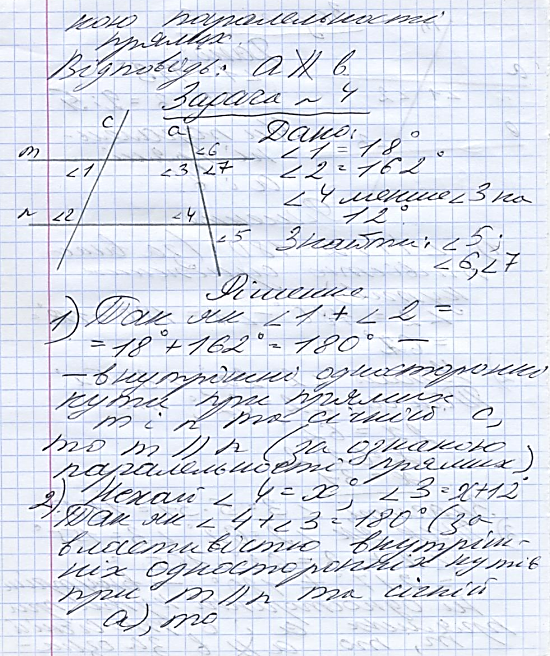 ною паралельності
прямих
Відповідь: a ∦ b
Задача ~ 4
Дано:
∠1 = 18°
∠2 = 162°
∠4 менше ∠3 на
12°
Знайти: ∠5;
∠6, ∠7
c
a
m
∠6
∠1
∠3
∠7
n
∠2
∠4
∠5
Рішення
1) Так як ∠1 + ∠2 =
= 18° + 162° = 180° —
— внутрішні односторонні
кути при прямих
m і n та січній c,
то m || n (за ознакою
паралельності прямих)
2) Нехай ∠4 = x°, ∠3 = x+12°
Так як ∠4+∠3 = 180° (за
властивістю внутріш-
ніх односторонніх кутів
при m || n та січній
a), то